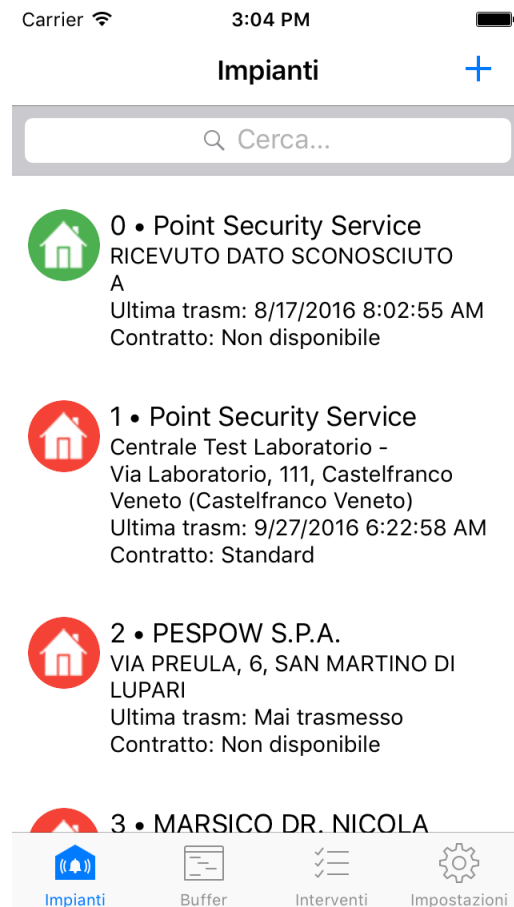 Carrier 3:04 PM
Impianti
Cerca...
0 • Point Security Service
RICEVUTO DATO SCONOSCIUTO
A
Ultima trasm: 8/17/2016 8:02:55 AM
Contratto: Non disponibile
1 • Point Security Service
Centrale Test Laboratorio -
Via Laboratorio, 111, Castelfranco
Veneto (Castelfranco Veneto)
Ultima trasm: 9/27/2016 6:22:58 AM
Contratto: Standard
2 • PESPOW S.P.A.
VIA PREULA, 6, SAN MARTINO DI
LUPARI
Ultima trasm: Mai trasmesso
Contratto: Non disponibile
3 • MARSICO DR. NICOLA
Impianti Buffer Interventi Impostazioni